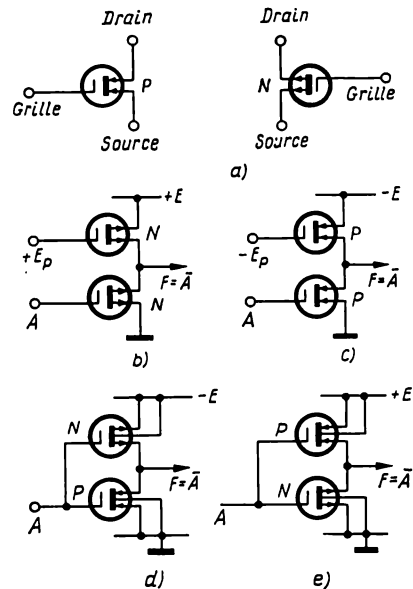 Drain
Drain
P
N
Grille
Grille
Source
Source
a)
+E
-E
N
P
+Ep
-Ep
F=Ā
F=Ā
A
N
A
P
b)
c)
-E
+E
N
P
F=Ā
F=Ā
A
P
A
N
d)
e)